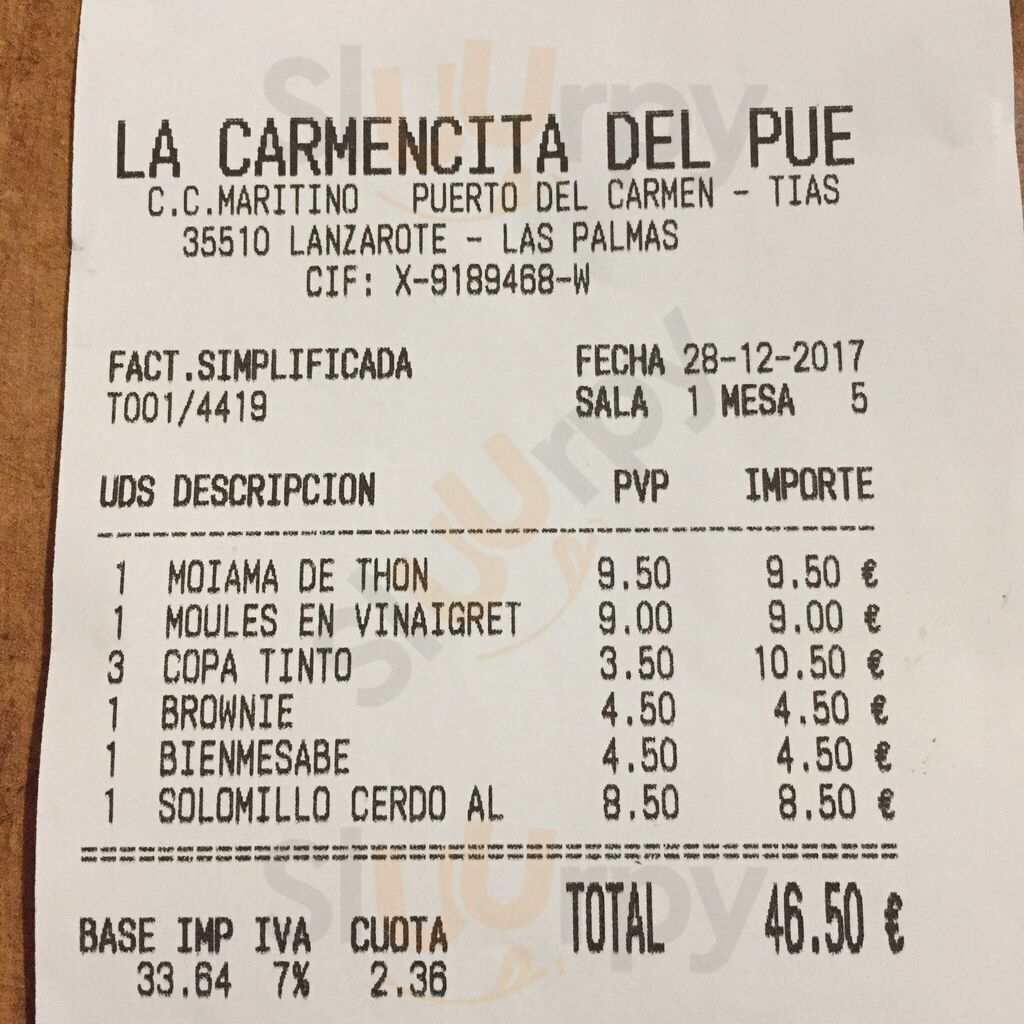 LA CARMENCITA DEL PUE
C.C.MARITINO PUERTO DEL CARMEN - TIAS
35510 LANZAROTE - LAS PALMAS
CIF: X-9189468-W
FACT.SIMPLIFICADA FECHA 28-12-2017
T001/4419 SALA 1 MESA 5
UDS DESCRIPCION PVP IMPORTE
1 MOIAMA DE THON 9.50 9.50 €
1 MOULES EN VINAIGRET 9.00 9.00 €
3 COPA TINTO 3.50 10.50 €
1 BROWNIE 4.50 4.50 €
1 BIENMESABE 4.50 4.50 €
1 SOLOMILLO CERDO AL 8.50 8.50 €
TOTAL 46.50 €
BASE IMP IVA CUOTA
33.64 7% 2.36
Slurpy
Slurpy
Slurpy